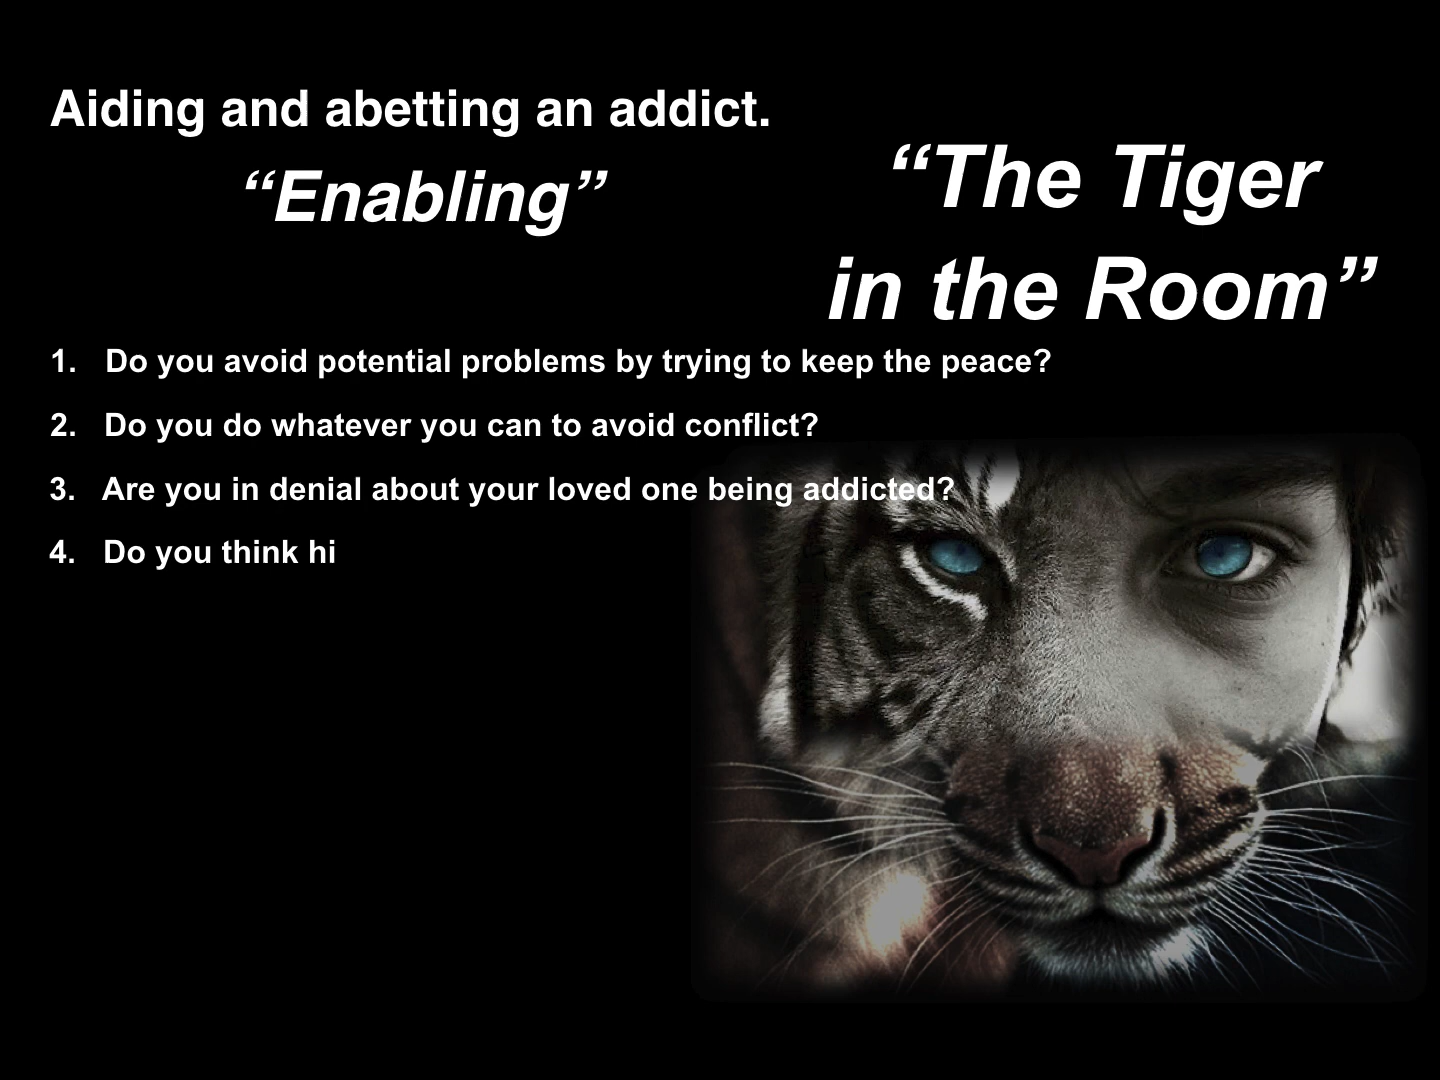 Aiding and abetting an addict.
“Enabling”
“The Tiger
in the Room”
1. Do you avoid potential problems by trying to keep the peace?
2. Do you do whatever you can to avoid conflict?
3. Are you in denial about your loved one being addicted?
4. Do you think hi